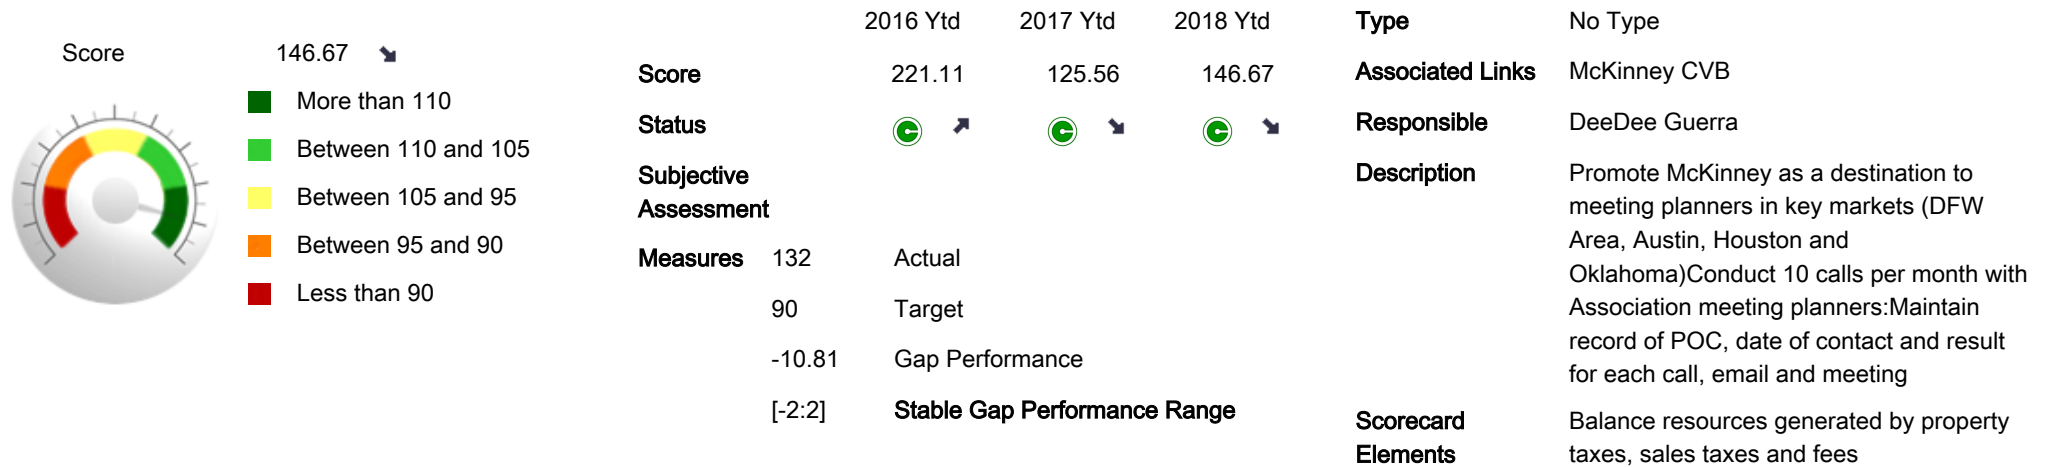 Score 146.67
More than 110
Between 110 and 105
Between 105 and 95
Between 95 and 90
Less than 90
2016 Ytd 2017 Ytd 2018 Ytd
Score 221.11 125.56 146.67
Status
Subjective
Assessment
Measures 132 Actual
90 Target
-10.81 Gap Performance
[-2:2] Stable Gap Performance Range
Type No Type
Associated Links McKinney CVB
Responsible DeeDee Guerra
Description Promote McKinney as a destination to
meeting planners in key markets (DFW
Area, Austin, Houston and
Oklahoma)Conduct 10 calls per month with
Association meeting planners:Maintain
record of POC, date of contact and result
for each call, email and meeting
Scorecard Balance resources generated by property
Elements taxes, sales taxes and fees